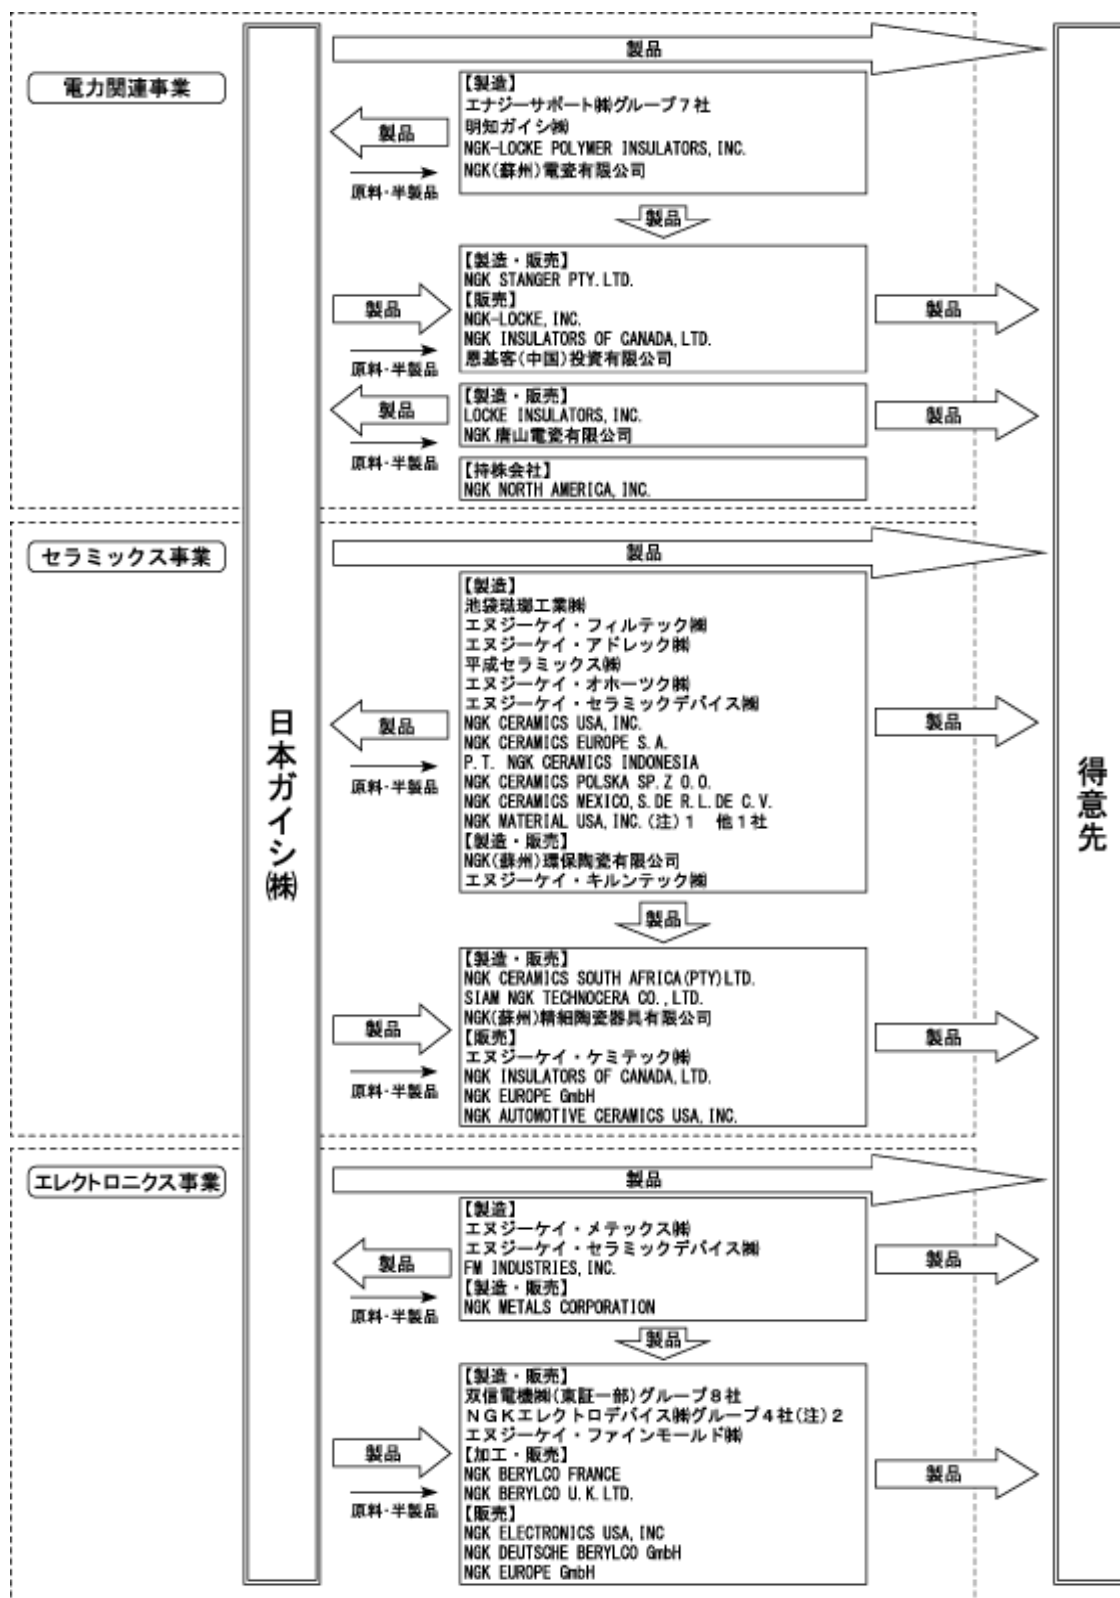 製品
電力関連事業
【製造】
エナジーサポート㈱グループ7社
明知ガイシ㈱
NGK-LOCKE POLYMER INSULATORS, INC.
NGK(蘇州)電瓷有限公司
製品
原料・半製品
製品
【製造・販売】
NGK STANGER PTY. LTD.
【販売】
NGK-LOCKE, INC.
NGK INSULATORS OF CANADA, LTD.
恩基客(中国)投資有限公司
製品
原料・半製品
製品
【製造・販売】
LOCKE INSULATORS, INC.
NGK唐山電瓷有限公司
製品
原料・半製品
製品
【持株会社】
NGK NORTH AMERICA, INC.
セラミックス事業
製品
【製造】
池袋琺瑯工業㈱
エヌジーケイ・フィルテック㈱
エヌジーケイ・アドレック㈱
平成セラミックス㈱
エヌジーケイ・オホーツク㈱
エヌジーケイ・セラミックデバイス㈱
NGK CERAMICS USA, INC.
NGK CERAMICS EUROPE S.A.
P.T. NGK CERAMICS INDONESIA
NGK CERAMICS POLSKA SP. Z O.O.
NGK CERAMICS MEXICO, S. DE R.L. DE C.V.
NGK MATERIAL USA, INC. (注)1 他1社
【製造・販売】
NGK(蘇州)環保陶瓷有限公司
エヌジーケイ・キルンテック㈱
製品
原料・半製品
製品
日本ガイシ㈱
得意先
製品
【製造・販売】
NGK CERAMICS SOUTH AFRICA(PTY)LTD.
SIAM NGK TECHNOCERA CO., LTD.
NGK(蘇州)精細陶瓷器具有限公司
【販売】
エヌジーケイ・ケミテック㈱
NGK INSULATORS OF CANADA, LTD.
NGK EUROPE GmbH
NGK AUTOMOTIVE CERAMICS USA, INC.
製品
原料・半製品
製品
エレクトロニクス事業
製品
【製造】
エヌジーケイ・メテックス㈱
エヌジーケイ・セラミックデバイス㈱
FM INDUSTRIES, INC.
【製造・販売】
NGK METALS CORPORATION
製品
原料・半製品
製品
製品
【製造・販売】
双信電機㈱(東証一部)グループ8社
NGKエレクトロデバイス㈱グループ4社(注)2
エヌジーケイ・ファインモールド㈱
【加工・販売】
NGK BERYLCO FRANCE
NGK BERYLCO U.K. LTD.
【販売】
NGK ELECTRONICS USA, INC
NGK DEUTSCHE BERYLCO GmbH
NGK EUROPE GmbH
製品
原料・半製品
製品